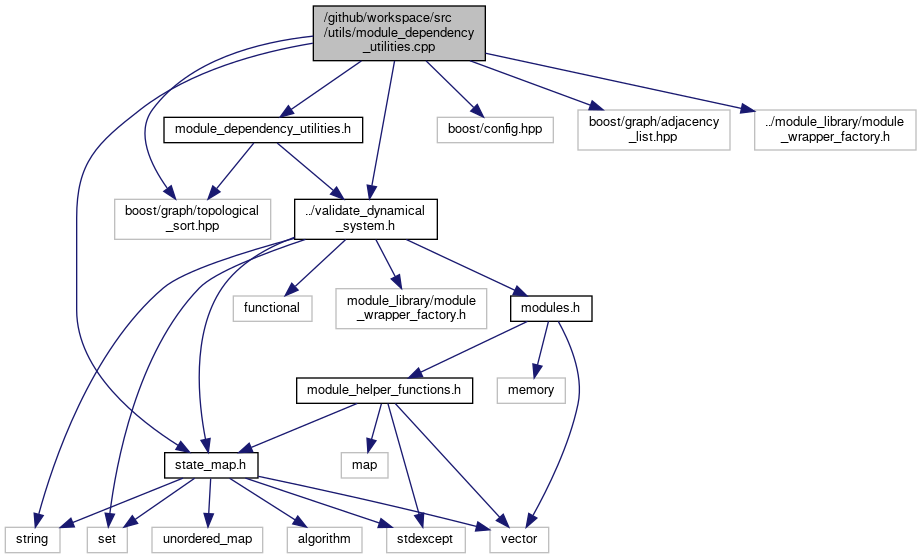 /github/workspace/src
/utils/module_dependency
_utilities.cpp
module_dependency_utilities.h
boost/config.hpp
boost/graph/adjacency
_list.hpp
../module_library/module
_wrapper_factory.h
boost/graph/topological
_sort.hpp
../validate_dynamical
_system.h
functional
module_library/module
_wrapper_factory.h
modules.h
module_helper_functions.h
memory
state_map.h
map
string
set
unordered_map
algorithm
stdexcept
vector